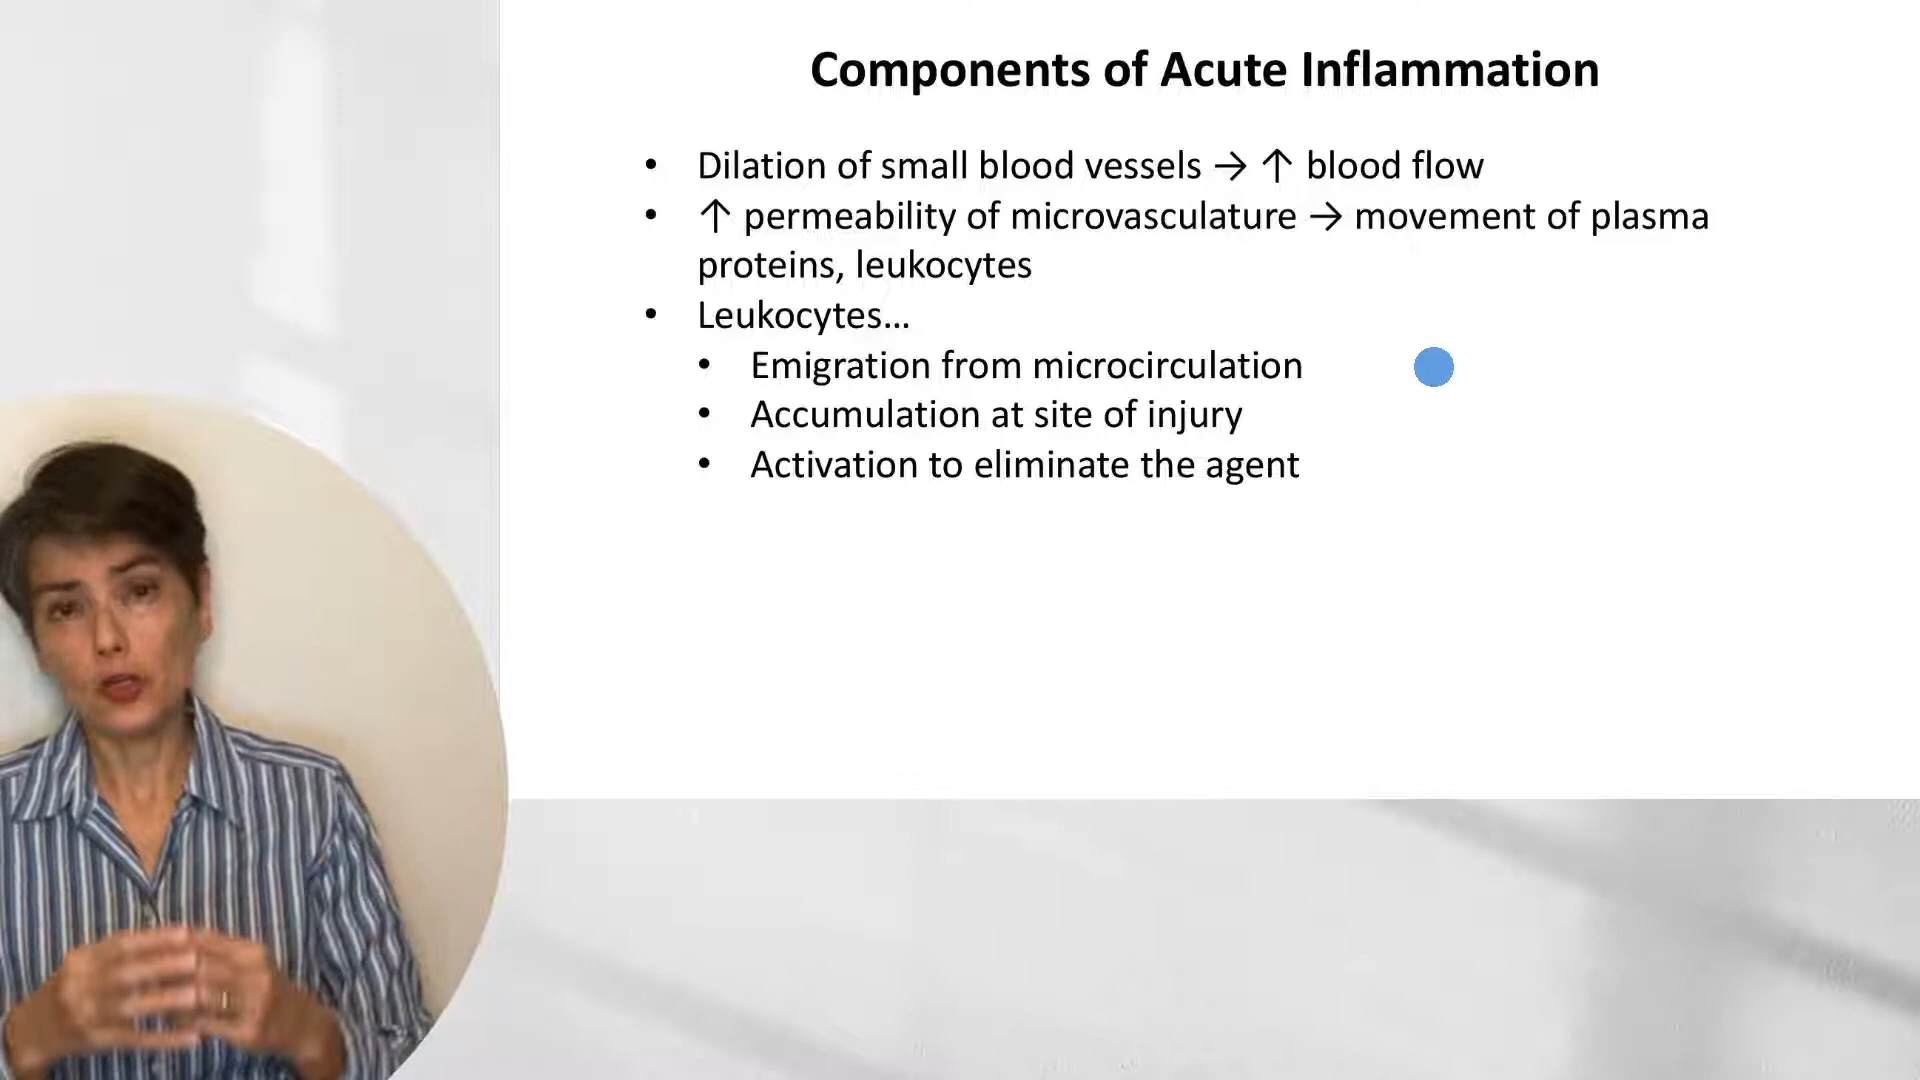 Components of Acute Inflammation
• Dilation of small blood vessels → ↑ blood flow
• ↑ permeability of microvasculature → movement of plasma
proteins, leukocytes
• Leukocytes…
• Emigration from microcirculation
• Accumulation at site of injury
• Activation to eliminate the agent